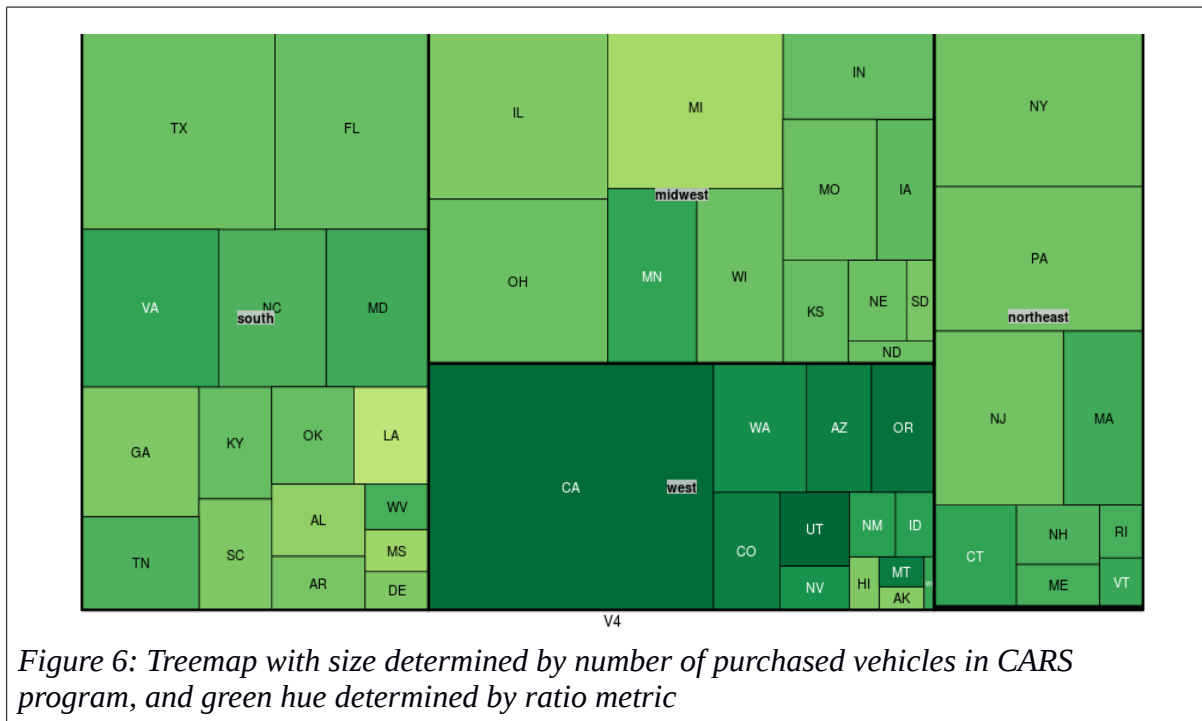 TX
FL
IL
MI
IN
NY
MO
IA
midwest
OH
MN
WI
PA
KS
NE
SD
ND
northeast
VA
NC
MD
south
GA
KY
OK
LA
AL
WV
MS
TN
SC
AR
DE
CA
WA
AZ
OR
west
CO
UT
NM
ID
NV
HI
MT
AK
NJ
MA
CT
NH
RI
ME
VT
V4
Figure 6: Treemap with size determined by number of purchased vehicles in CARS
program, and green hue determined by ratio metric